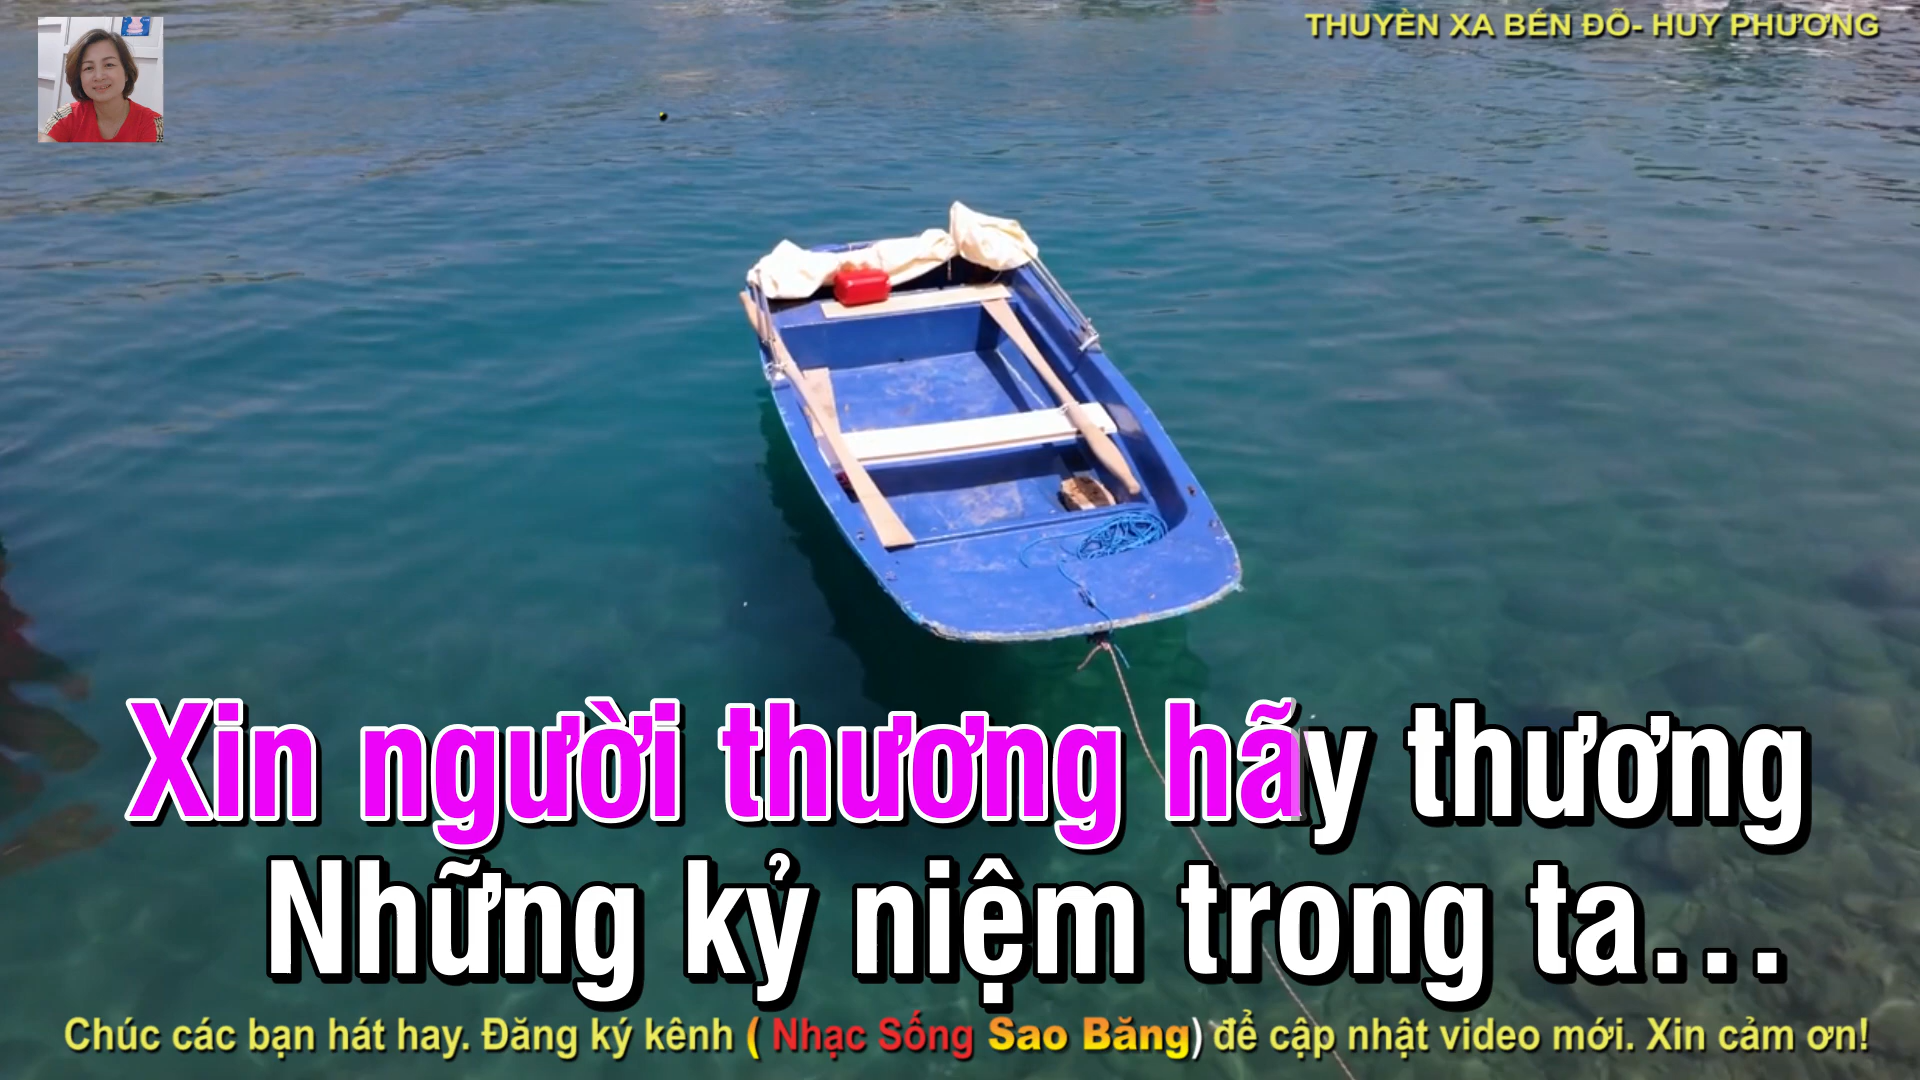 THUYỀN XA BẾN ĐỖ- HUY PHƯƠNG
Xin người thương hãy thương
Những kỷ niệm trong ta...
Chúc các bạn hát hay. Đăng ký kênh ( Nhạc Sống Sao Băng) để cập nhật video mới. Xin cảm ơn!